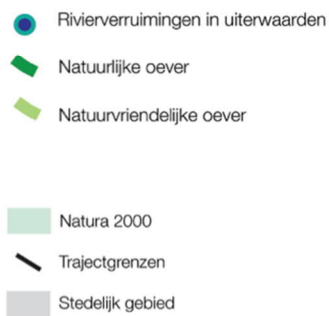 Rivierverruimingen in uiterwaarden
Natuurlijke oever
Natuurvriendelijke oever
Natura 2000
Trajectgrenzen
Stedelijk gebied